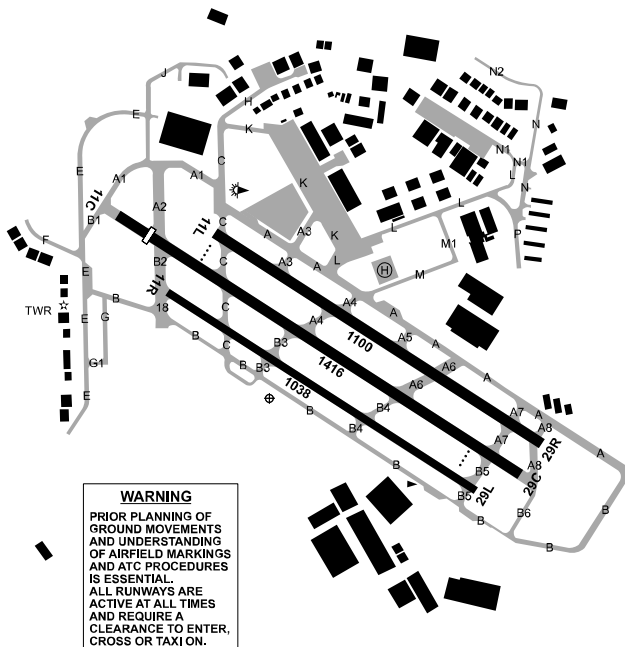 N2
J
H
E
N
K
N1
C
N1
L
A1
A1
E
N
K
11C
A2
L
B1
C
11L
A3
A
K
L
P
F
M1
B2
A3
A
L
H
M
E
11R
C
TWR
E
G
B
18
A4
A
A4
1100
A5
A
B
C
B3
1416
A6
A6
A
G1
B
B3
1038
E
B
B4
B4
A7
A
A8
A7
29R
A
B
B5
A8
29C
B5
29L
B6
B
B
B
WARNING
PRIOR PLANNING OF
GROUND MOVEMENTS
AND UNDERSTANDING
OF AIRFIELD MARKINGS
AND ATC PROCEDURES
IS ESSENTIAL.
ALL RUNWAYS ARE
ACTIVE AT ALL TIMES
AND REQUIRE A
CLEARANCE TO ENTER,
CROSS OR TAXI ON.